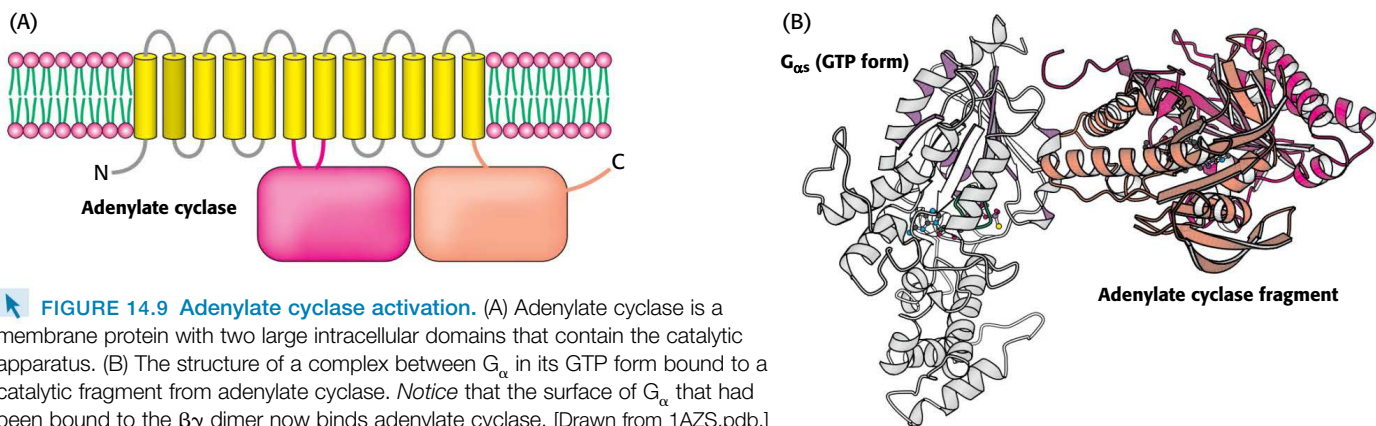 (A)
N
C
Adenylate cyclase
FIGURE 14.9 Adenylate cyclase activation. (A) Adenylate cyclase is a
membrane protein with two large intracellular domains that contain the catalytic
apparatus. (B) The structure of a complex between Gα in its GTP form bound to a
catalytic fragment from adenylate cyclase. Notice that the surface of Gα that had
been bound to the βγ dimer now binds adenylate cyclase. [Drawn from 1AZS.pdb.]
(B)
Gαs (GTP form)
Adenylate cyclase fragment